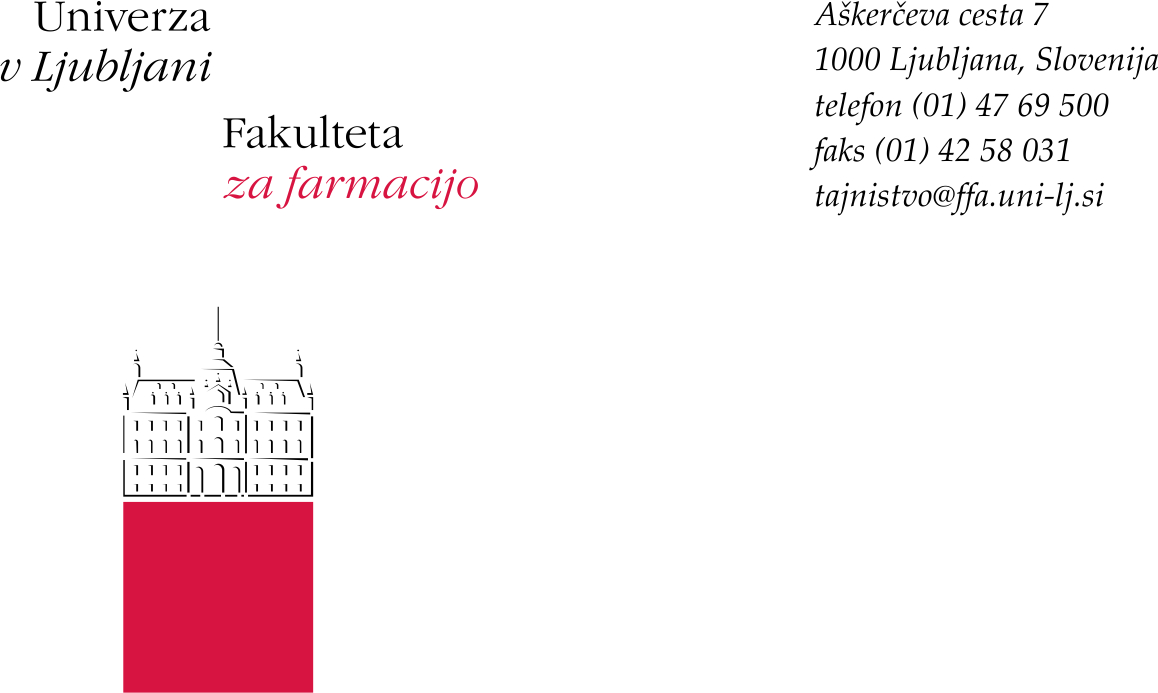 Univerza
v Ljubljani
Fakulteta
za farmacijo
Aškerčeva cesta 7
1000 Ljubljana, Slovenija
telefon (01) 47 69 500
faks (01) 42 58 031
tajnistvo@ffa.uni-lj.si